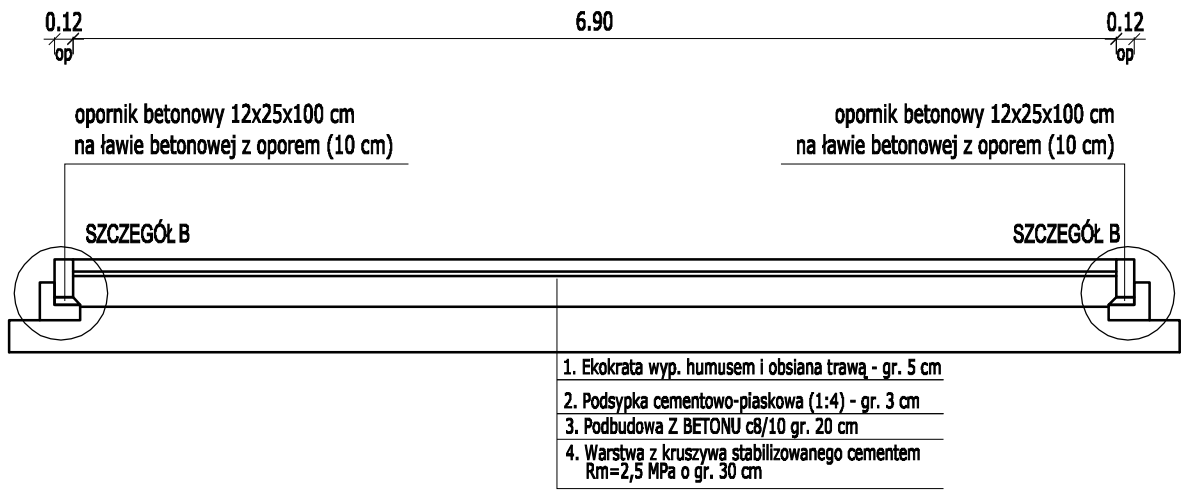 0.12 6.90 0.12
op op
opornik betonowy 12x25x100 cm
na ławie betonowej z oporem (10 cm)
opornik betonowy 12x25x100 cm
na ławie betonowej z oporem (10 cm)
SZCZEGÓŁ B
SZCZEGÓŁ B
1. Ekokrata wyp. humusem i obsiana trawą - gr. 5 cm
2. Podsypka cementowo-piaskowa (1:4) - gr. 3 cm
3. Podbudowa Z BETONU c8/10 gr. 20 cm
4. Warstwa z kruszywa stabilizowanego cementem
Rm=2,5 MPa o gr. 30 cm